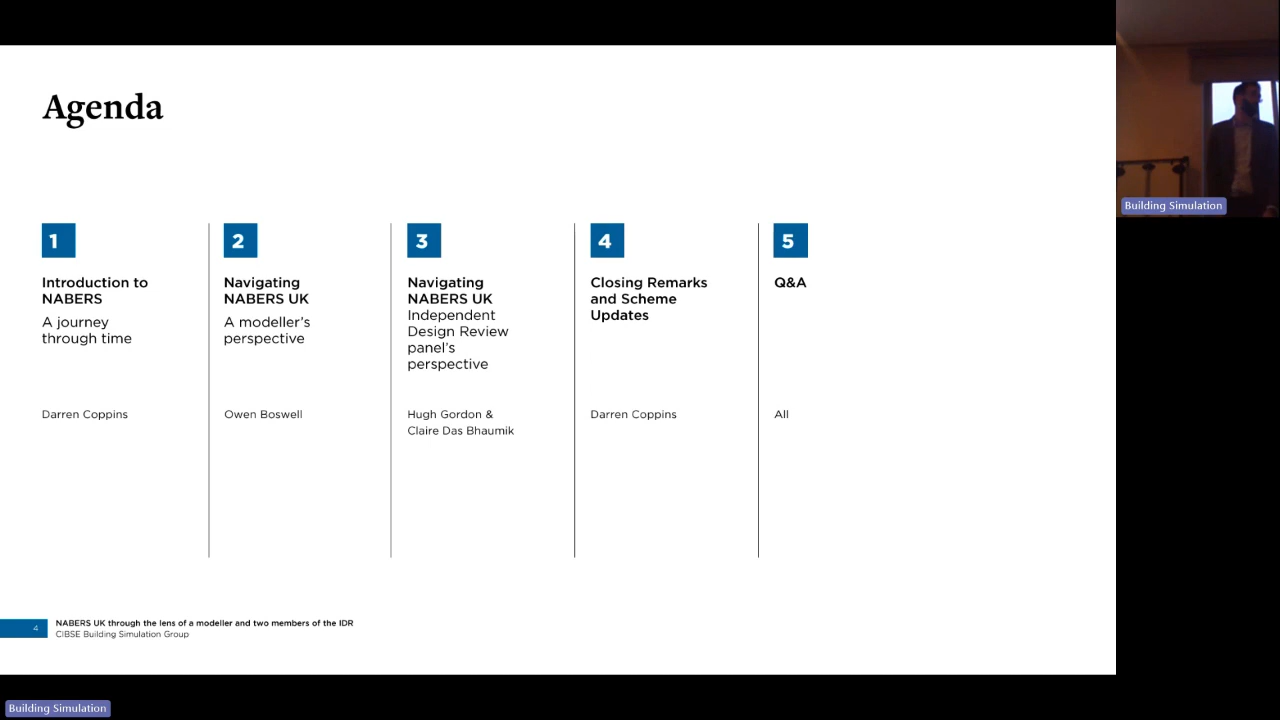 Agenda
1
Introduction to
NABERS
A journey
through time
Darren Coppins
2
Navigating
NABERS UK
A modeller's
perspective
Owen Boswell
3
Navigating
NABERS UK
Independent
Design Review
panel's
perspective
Hugh Gordon &
Claire Das Bhaumik
4
Closing Remarks
and Scheme
Updates
Darren Coppins
5
Q&A
All
4
NABERS UK through the lens of a modeller and two members of the IDR
CIBSE Building Simulation Group
Building Simulation
Building Simulation